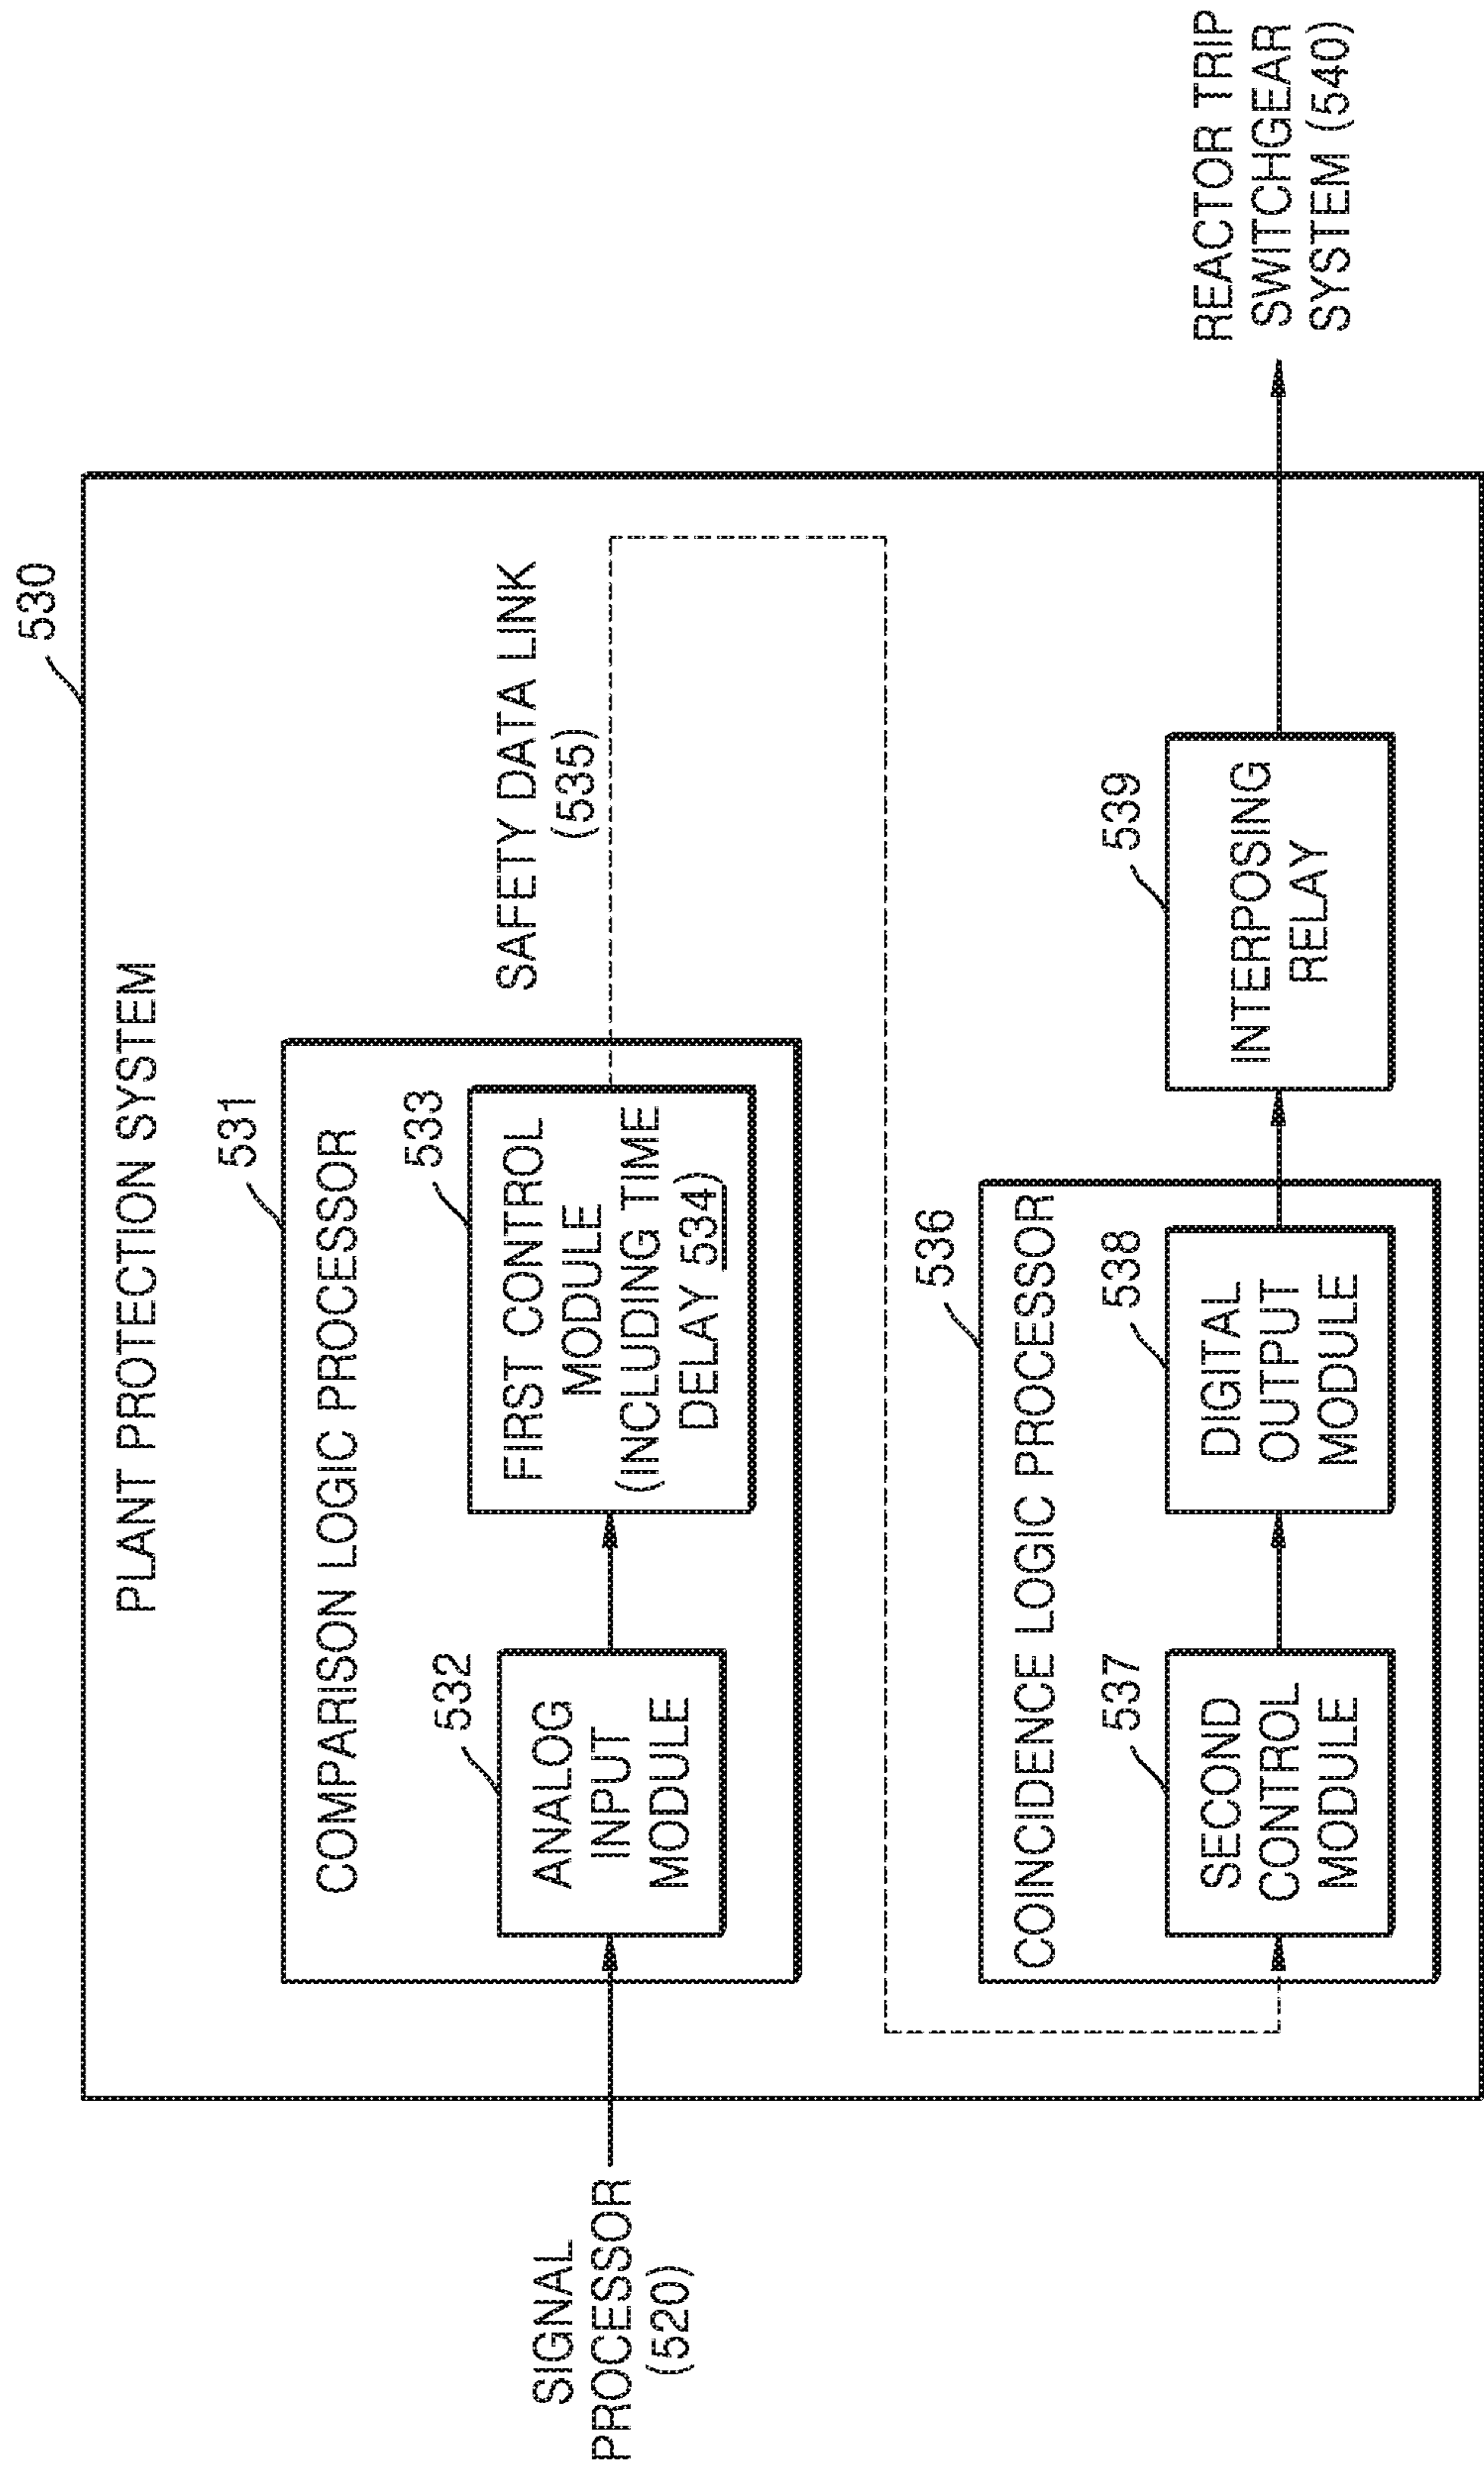 530
PLANT PROTECTION SYSTEM
531
COMPARISON LOGIC PROCESSOR
SIGNAL
PROCESSOR
(520)
532
ANALOG
INPUT
MODULE
533
FIRST CONTROL
MODULE
(INCLUDING TIME
DELAY 534)
SAFETY DATA LINK
(535)
536
COINCIDENCE LOGIC PROCESSOR
537
SECOND
CONTROL
MODULE
538
DIGITAL
OUTPUT
MODULE
539
INTERPOSING
RELAY
REACTOR TRIP
SWITCHGEAR
SYSTEM (540)